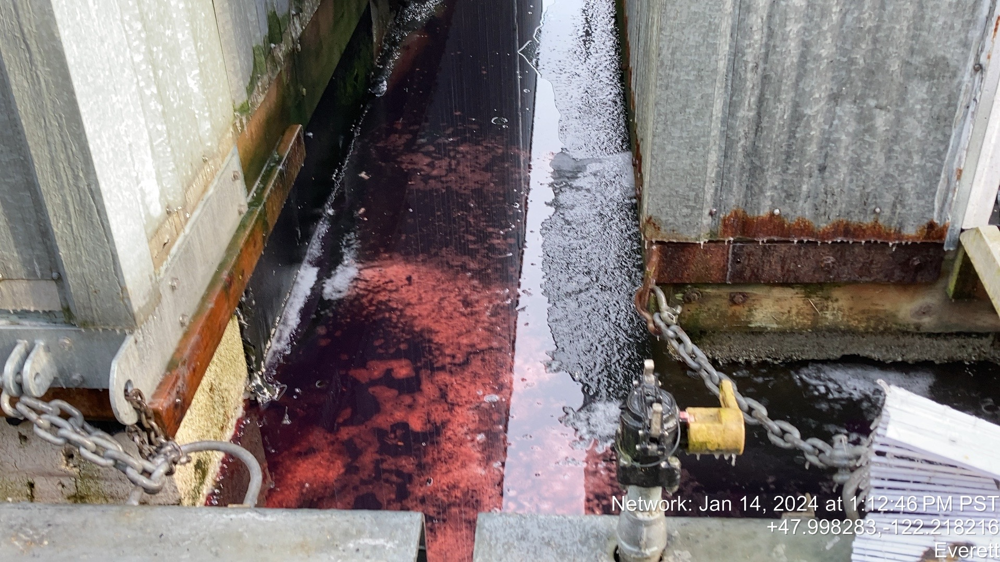 Network: Jan 14, 2024 at 1:12:46 PM PST
+47.998283,-122.218216
Everett